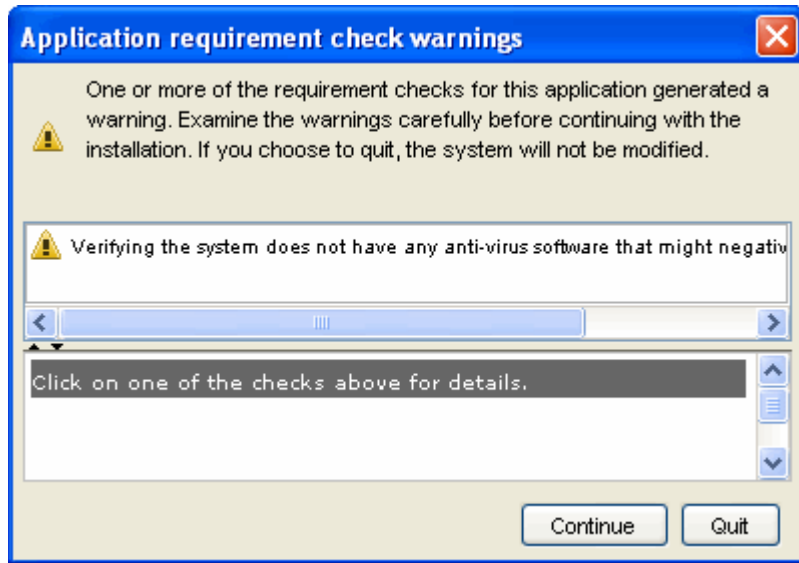 Application requirement check warnings
One or more of the requirement checks for this application generated a
warning. Examine the warnings carefully before continuing with the
installation. If you choose to quit, the system will not be modified.
Verifying the system does not have any anti-virus software that might negativ
Click on one of the checks above for details.
Continue
Quit